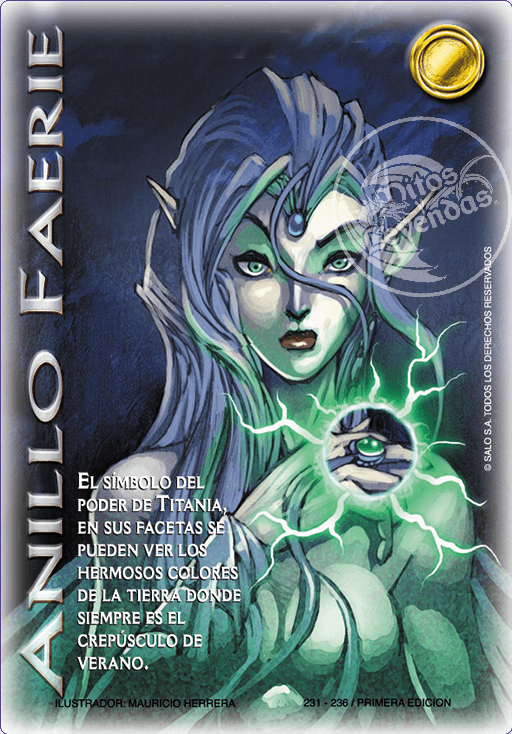 ANILLO FAERIE
Mitos
y
Leyendas
EL SÍMBOLO DEL
PODER DE TITANIA,
EN SUS FACETAS SE
PUEDEN VER LOS
HERMOSOS COLORES
DE LA TIERRA DONDE
SIEMPRE ES EL
CREPÚSCULO DE
VERANO.
© SALO S.A. TODOS LOS DERECHOS RESERVADOS
ILUSTRADOR: MAURICIO HERRERA
231 - 236 / PRIMERA EDICION